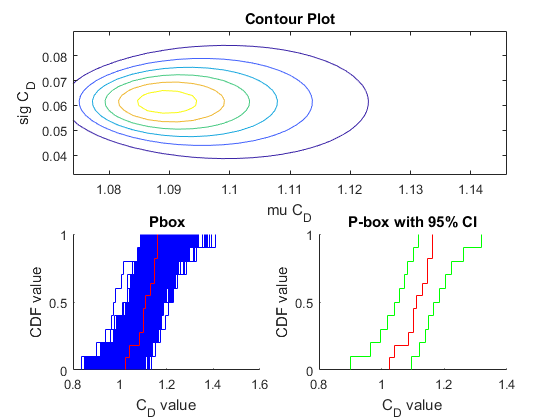 Contour Plot
0.08
0.07
0.06
0.05
0.04
sig C_D
1.08 1.09 1.1 1.11 1.12 1.13 1.14
mu C_D
Pbox
1
0.5
0
CDF value
0.8 1 1.2 1.4 1.6
C_D value
P-box with 95% CI
1
0.5
0
CDF value
0.8 1 1.2 1.4
C_D value